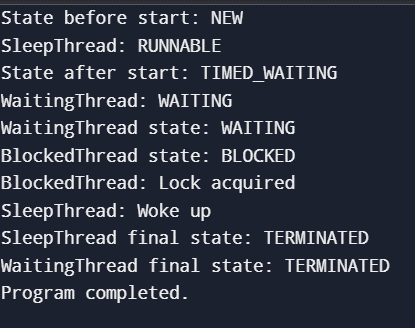 State before start: NEW
SleepThread: RUNNABLE
State after start: TIMED_WAITING
WaitingThread: WAITING
WaitingThread state: WAITING
BlockedThread state: BLOCKED
BlockedThread: Lock acquired
SleepThread: Woke up
SleepThread final state: TERMINATED
WaitingThread final state: TERMINATED
Program completed.